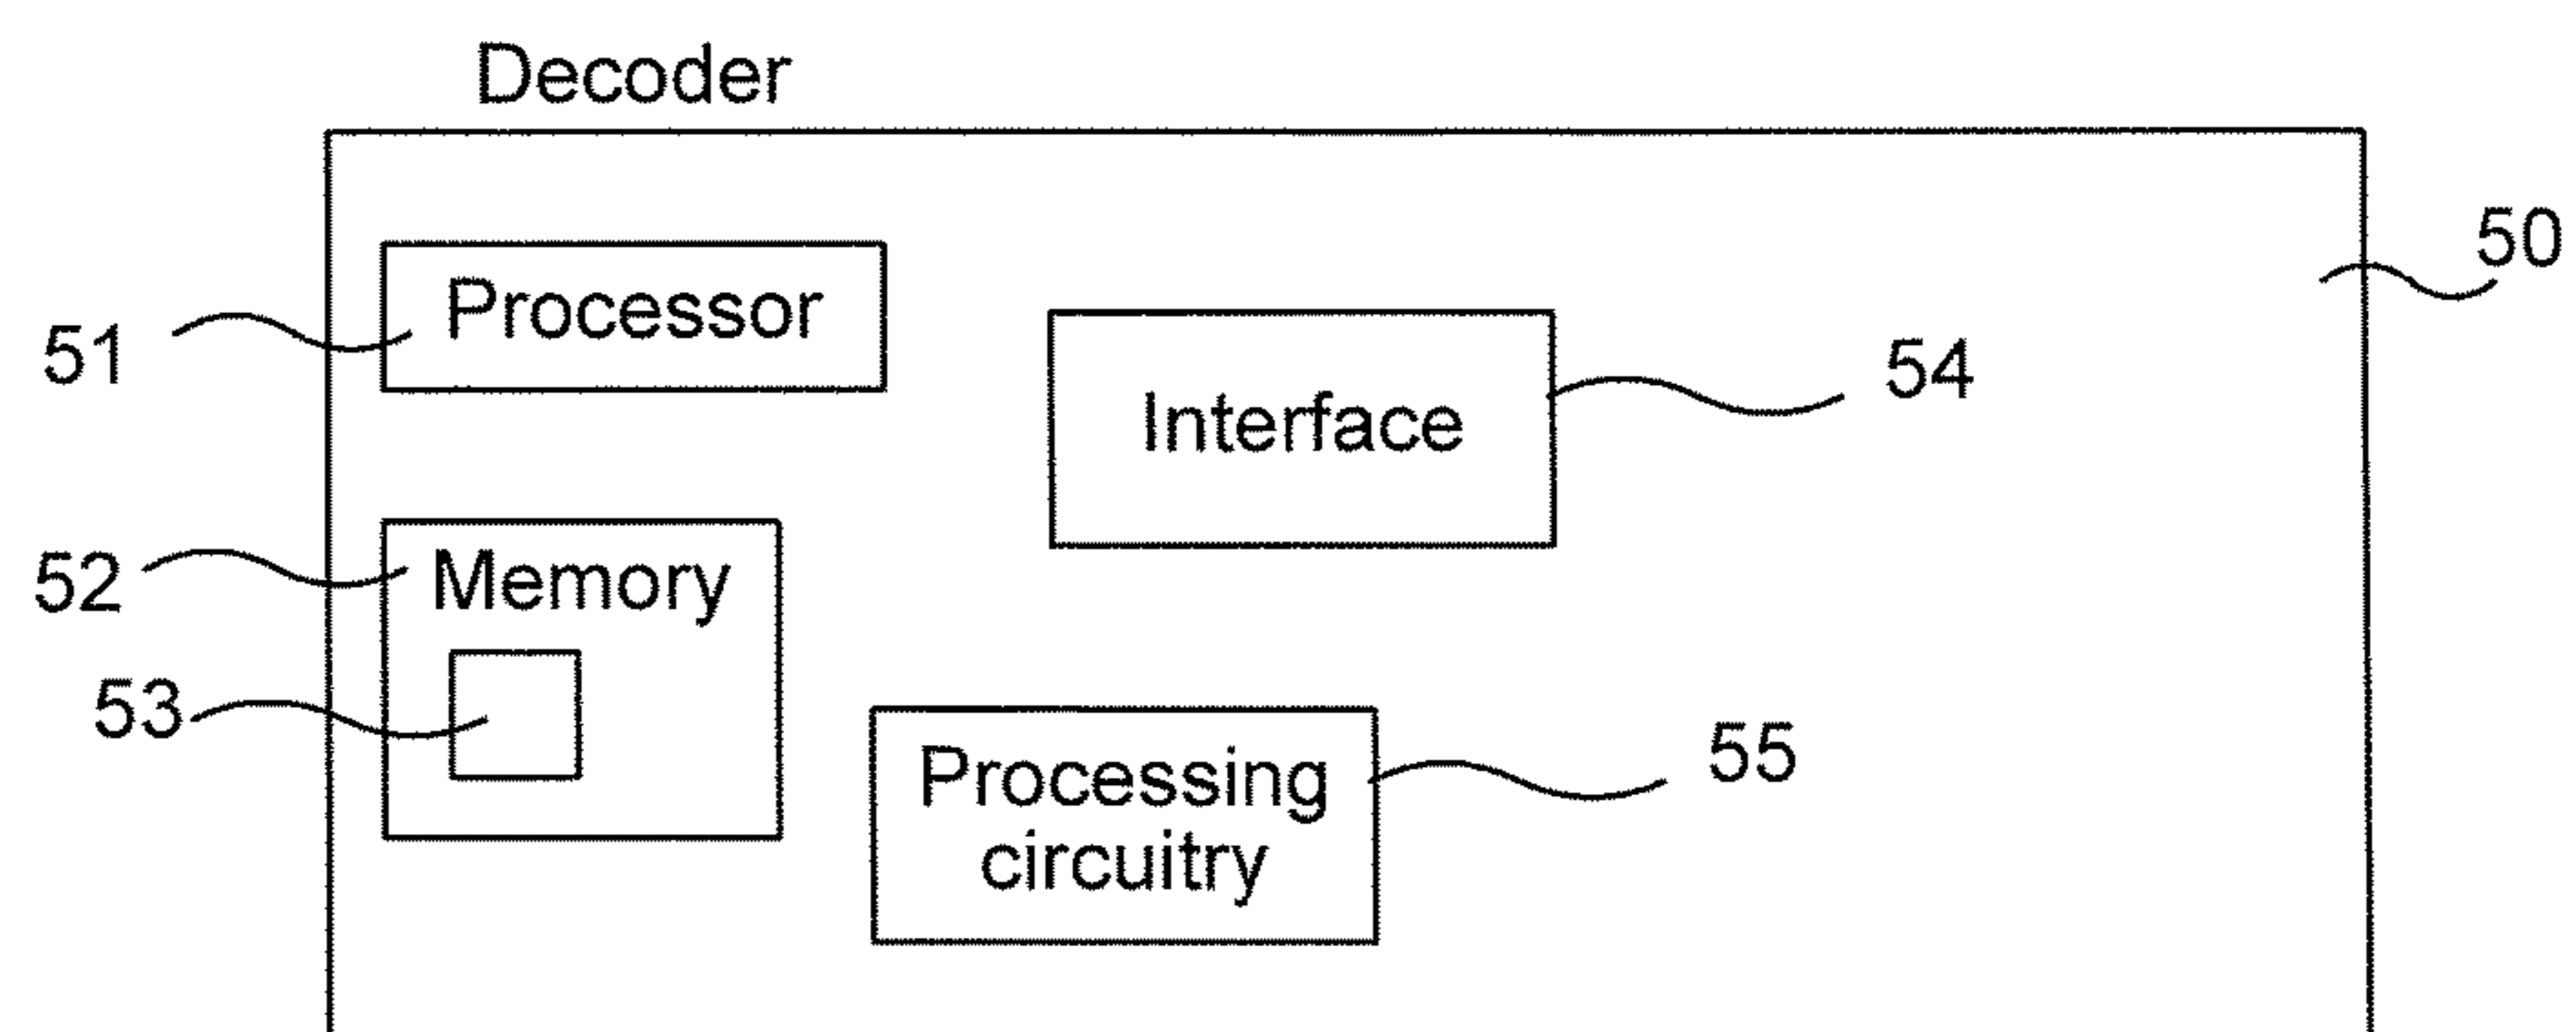 Decoder
50
Processor
51
Interface
54
52
Memory
53
55
Processing
circuitry